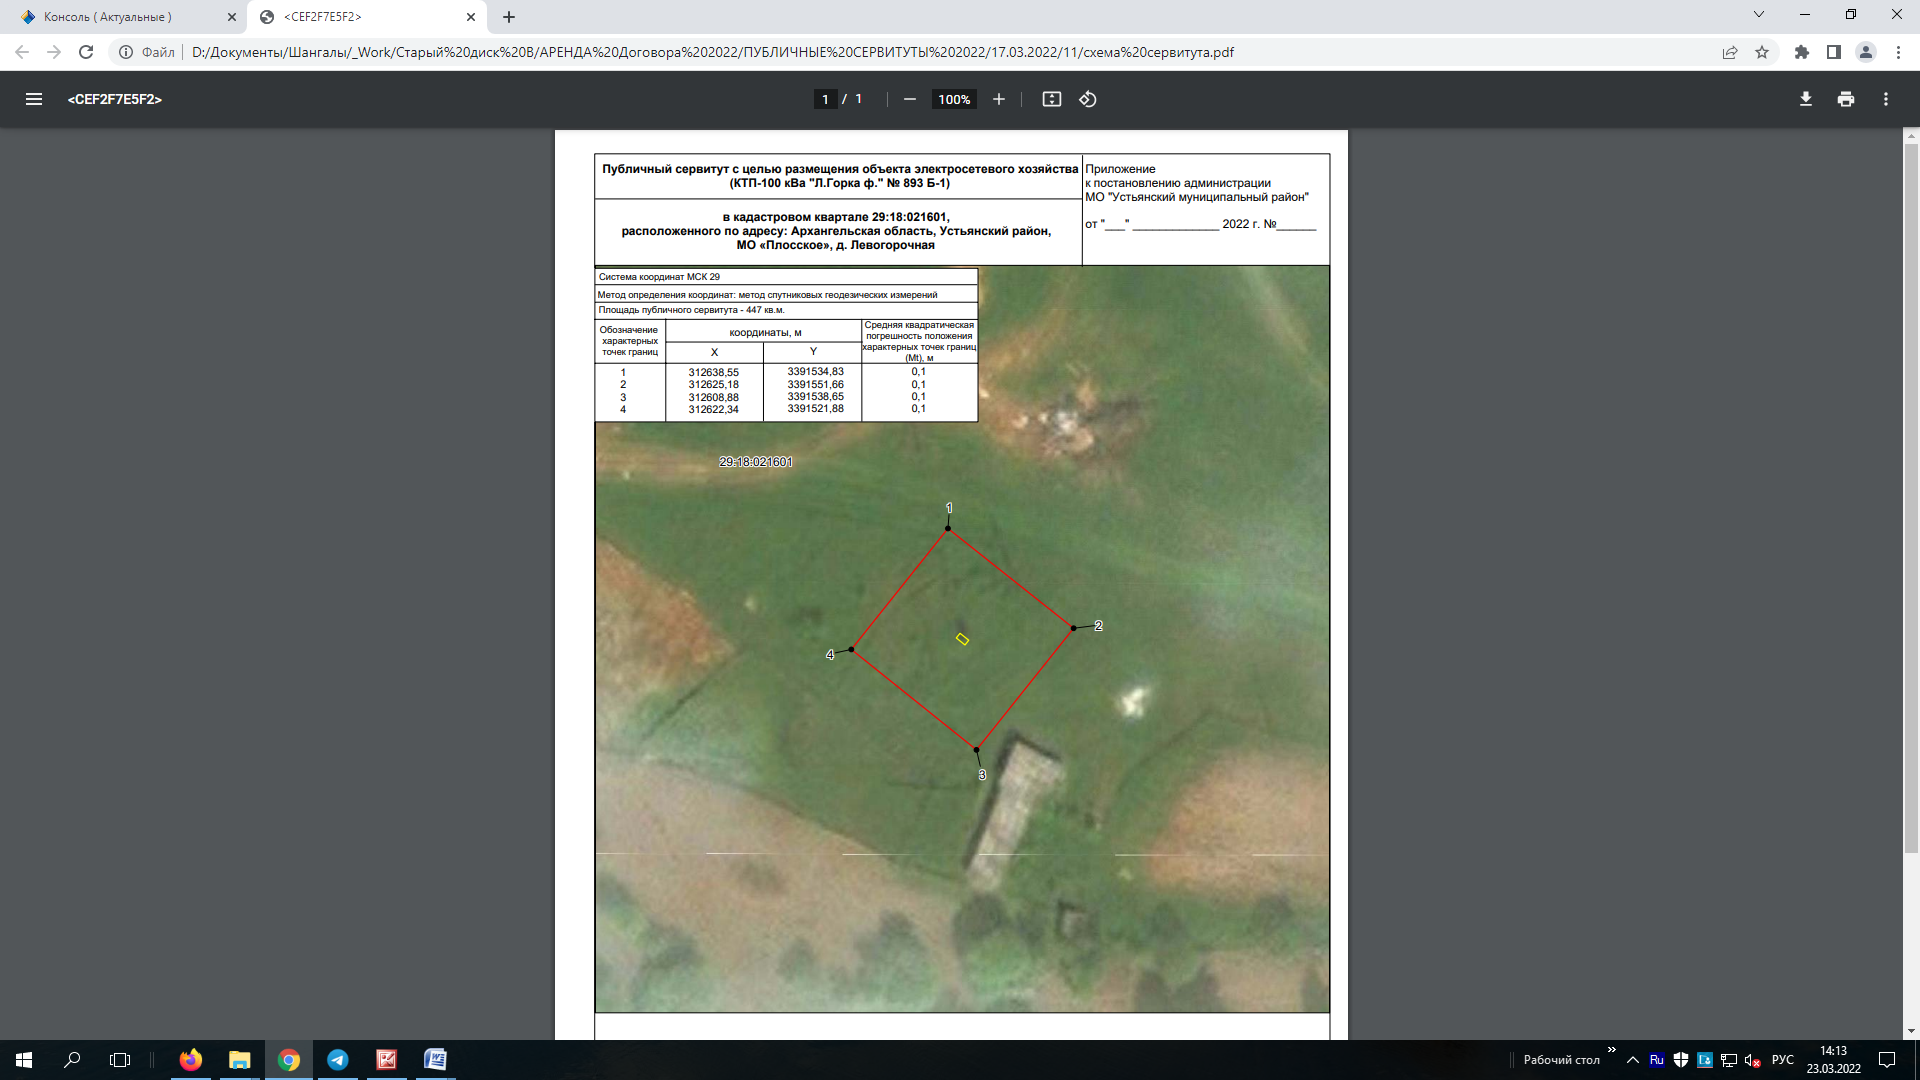 Консоль ( Актуальные )
<CEF2F7E5F2>
Файл
D:/Документы/Шангалы/_Work/Старый%20диск%20В/АРЕНДА%20Договора%202022/ПУБЛИЧНЫЕ%20СЕРВИТУТЫ%202022/17.03.2022/11/схема%20сервитута.pdf
<CEF2F7E5F2>
1 / 1
100%
Публичный сервитут с целью размещения объекта электросетевого хозяйства
(КТП-100 кВа "Л.Горка ф." № 893 Б-1)
в кадастровом квартале 29:18:021601,
расположенного по адресу: Архангельская область, Устьянский район,
МО «Плосское», д. Левогорочная
Приложение
к постановлению администрации
МО "Устьянский муниципальный район"
от "___" _____________ 2022 г. №______
Система координат МСК 29
Метод определения координат: метод спутниковых геодезических измерений
Площадь публичного сервитута - 447 кв.м.
Обозначение
характерных
точек границ
координаты, м
X
Y
Средняя квадратическая
погрешность положения
характерных точек границ
(Mt), м
1 312638,55 3391534,83 0,1
2 312625,18 3391551,66 0,1
3 312608,88 3391538,65 0,1
4 312622,34 3391521,88 0,1
29:18:021601
1
2
4
3
Рабочий стол
Ru
РУС
14:13
23.03.2022